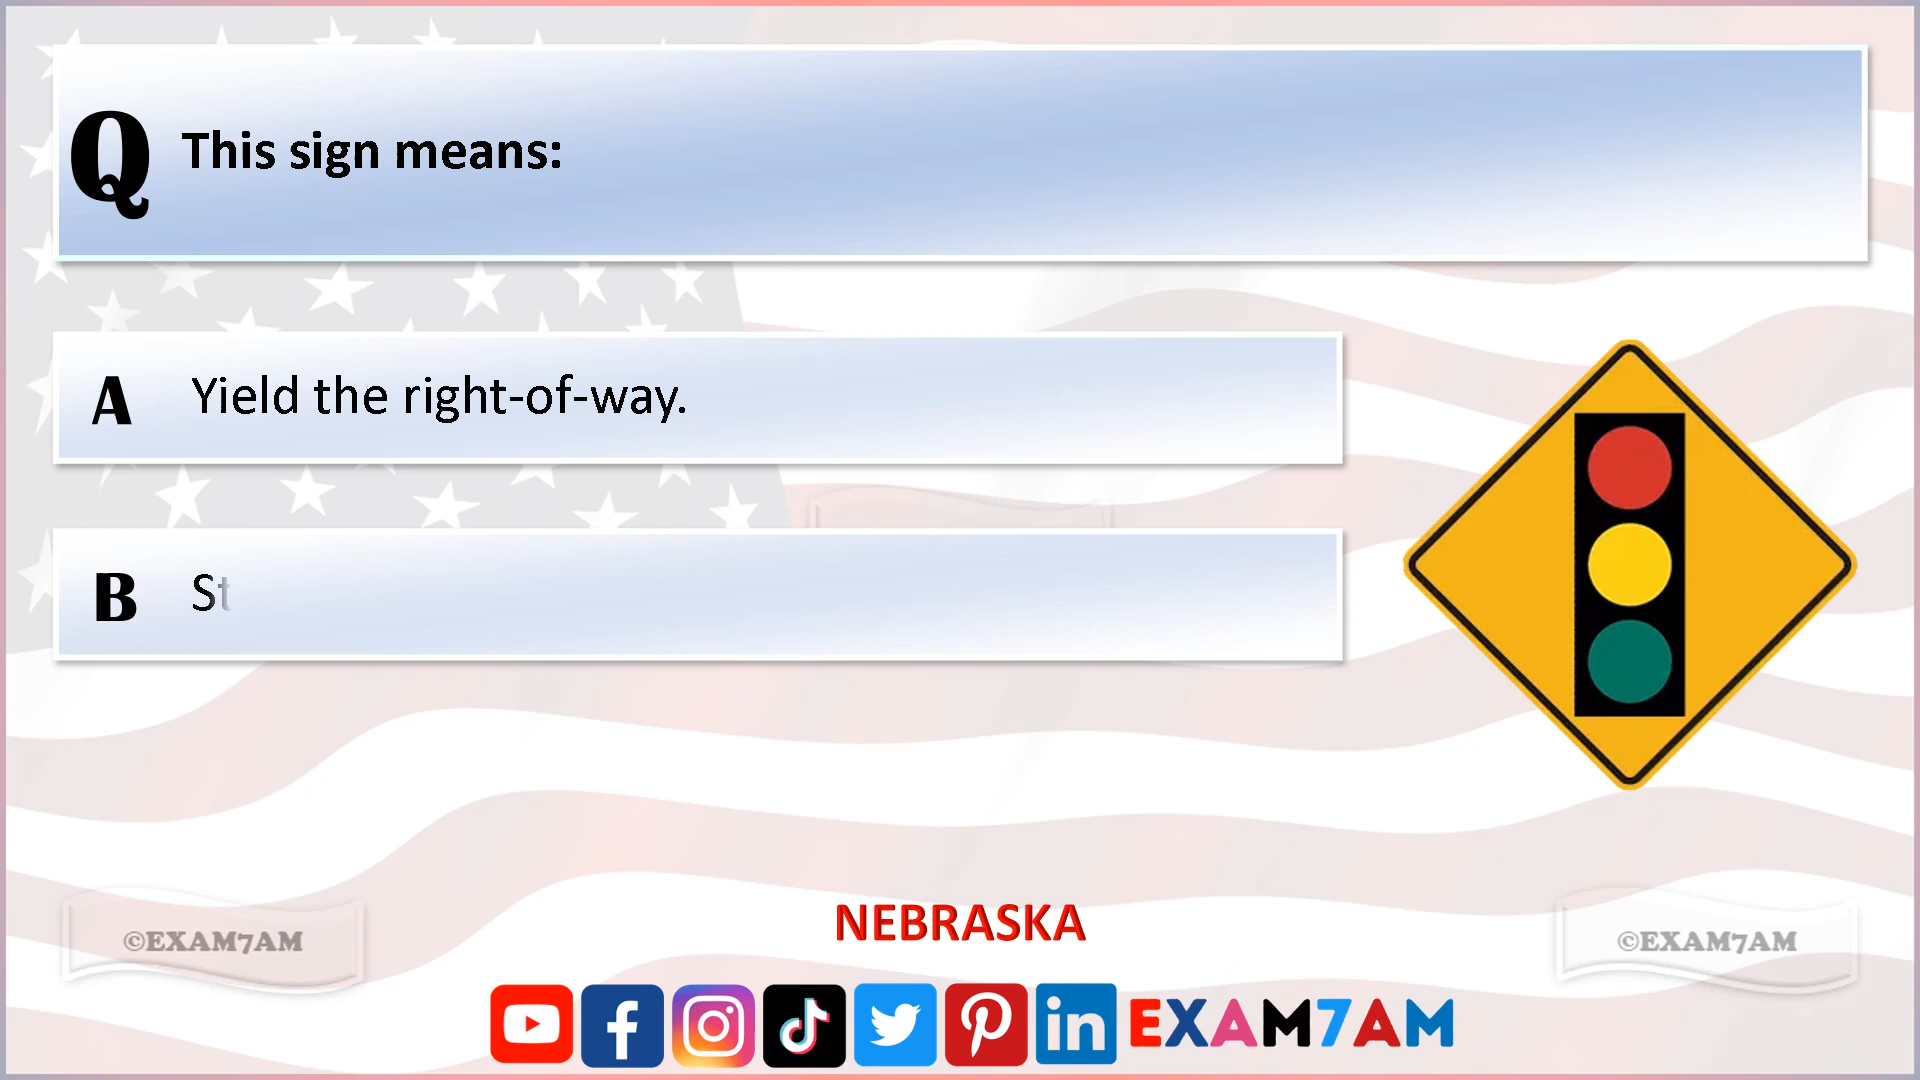 Q This sign means:
A Yield the right-of-way.
B St
NEBRASKA
©EXAM7AM
©EXAM7AM
EXAM7AM